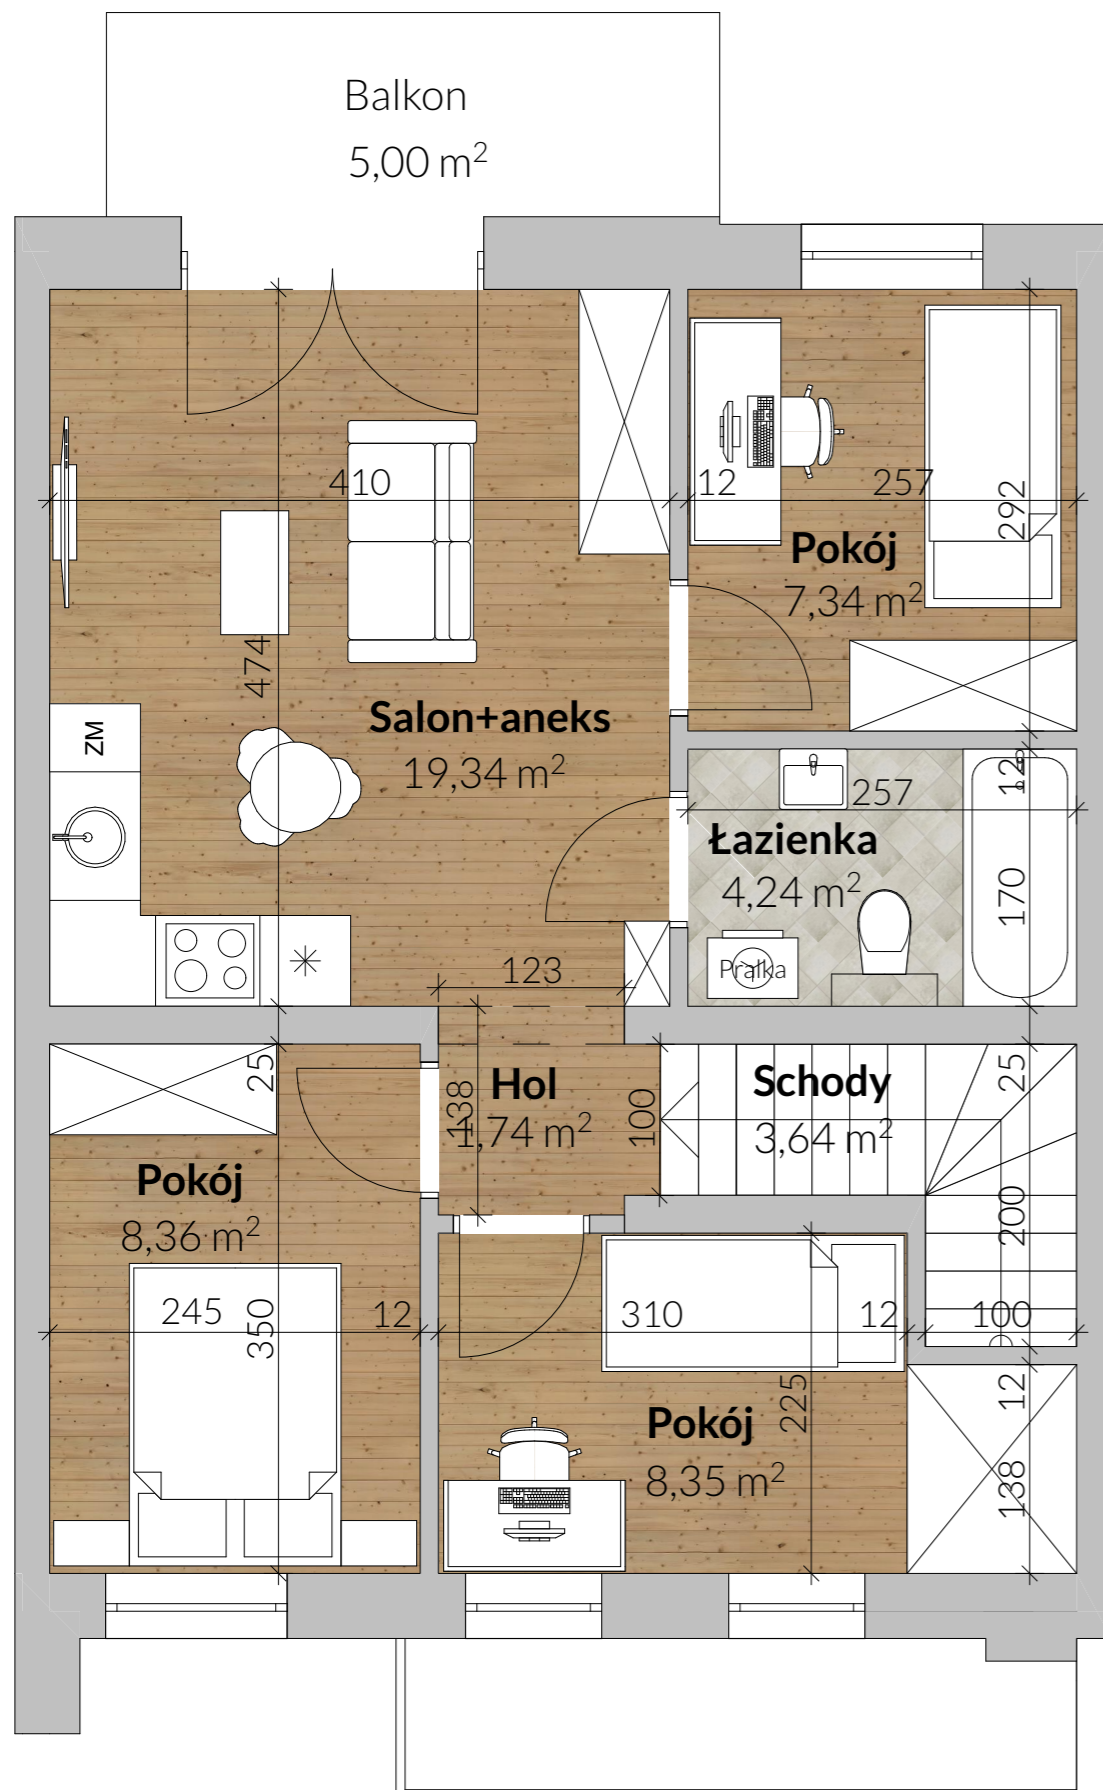 Balkon
5,00 m²
410
12
257
292
Pokój
7,34 m²
474
Salon+aneks
19,34 m²
ZM
12
257
Łazienka
4,24 m²
170
Pralka
123
25
Hol
1,74 m²
138
100
Schody
3,64 m²
25
Pokój
8,36 m²
200
245
350
12
310
12
100
225
12
Pokój
8,35 m²
138